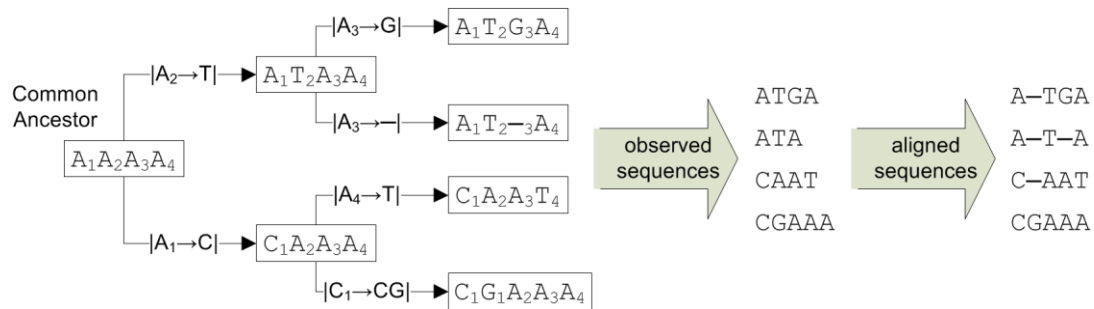 |A₃→G|
A₁T₂G₃A₄
|A₂→T|
A₁T₂A₃A₄
Common
Ancestor
|A₃→–|
A₁T₂–₃A₄
A₁A₂A₃A₄
|A₄→T|
C₁A₂A₃T₄
|A₁→C|
C₁A₂A₃A₄
|C₁→CG|
C₁G₁A₂A₃A₄
observed
sequences
ATGA
ATA
CAAT
CGAAA
aligned
sequences
A–TGA
A–T–A
C–AAT
CGAAA